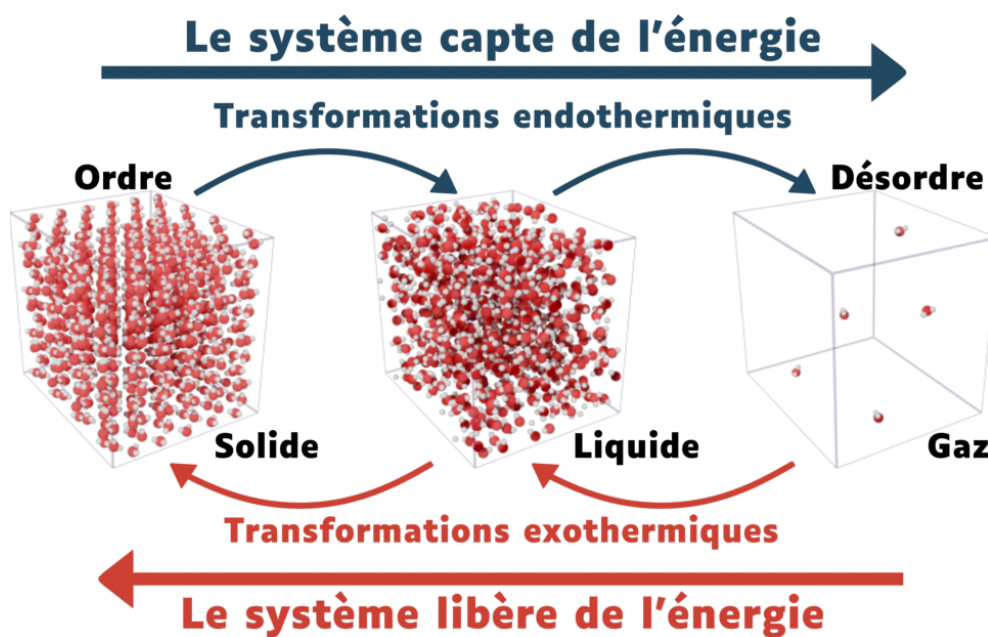 Le système capte de l'énergie
Transformations endothermiques
Ordre
Désordre
Solide
Liquide
Gaz
Transformations exothermiques
Le système libère de l'énergie